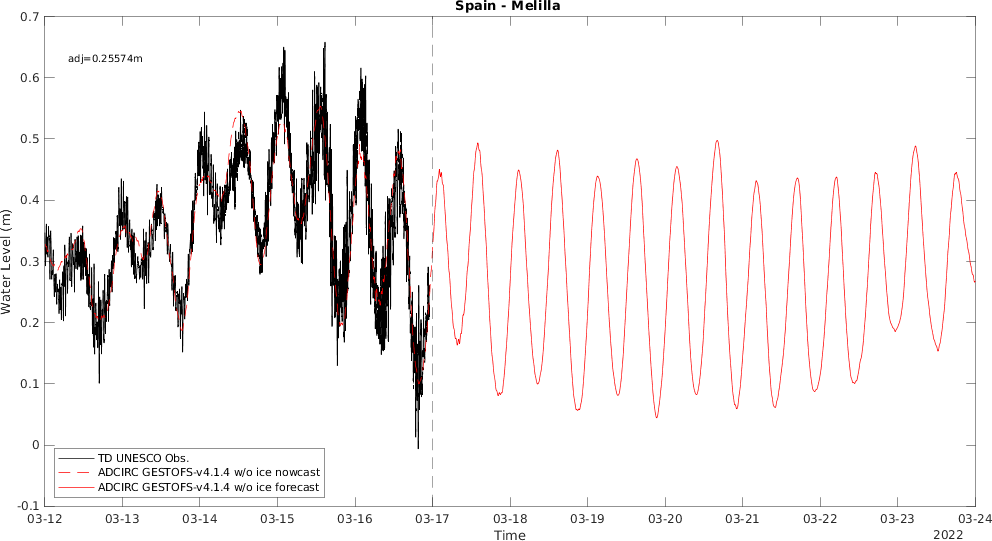 Spain - Melilla
adj=0.25574m
0.7
0.6
0.5
0.4
0.3
0.2
0.1
0
-0.1
Water Level (m)
TD UNESCO Obs.
ADCIRC GESTOFS-v4.1.4 w/o ice nowcast
ADCIRC GESTOFS-v4.1.4 w/o ice forecast
03-12 03-13 03-14 03-15 03-16 03-17 03-18 03-19 03-20 03-21 03-22 03-23 03-24
Time
2022